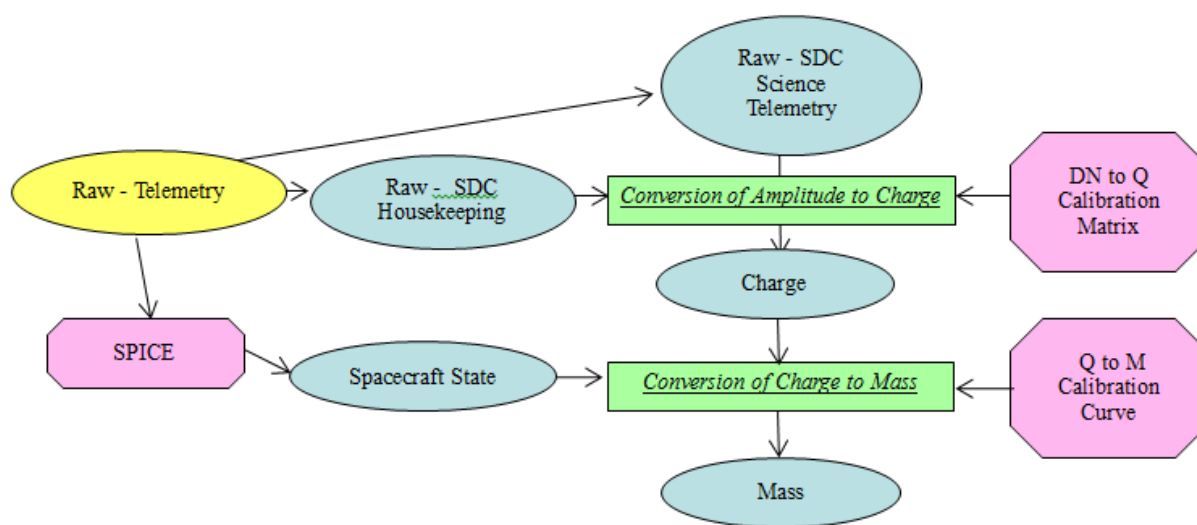 Raw - SDC
Science
Telemetry
Raw - Telemetry
Raw - SDC
Housekeeping
Conversion of Amplitude to Charge
DN to Q
Calibration
Matrix
Charge
SPICE
Spacecraft State
Conversion of Charge to Mass
Q to M
Calibration
Curve
Mass